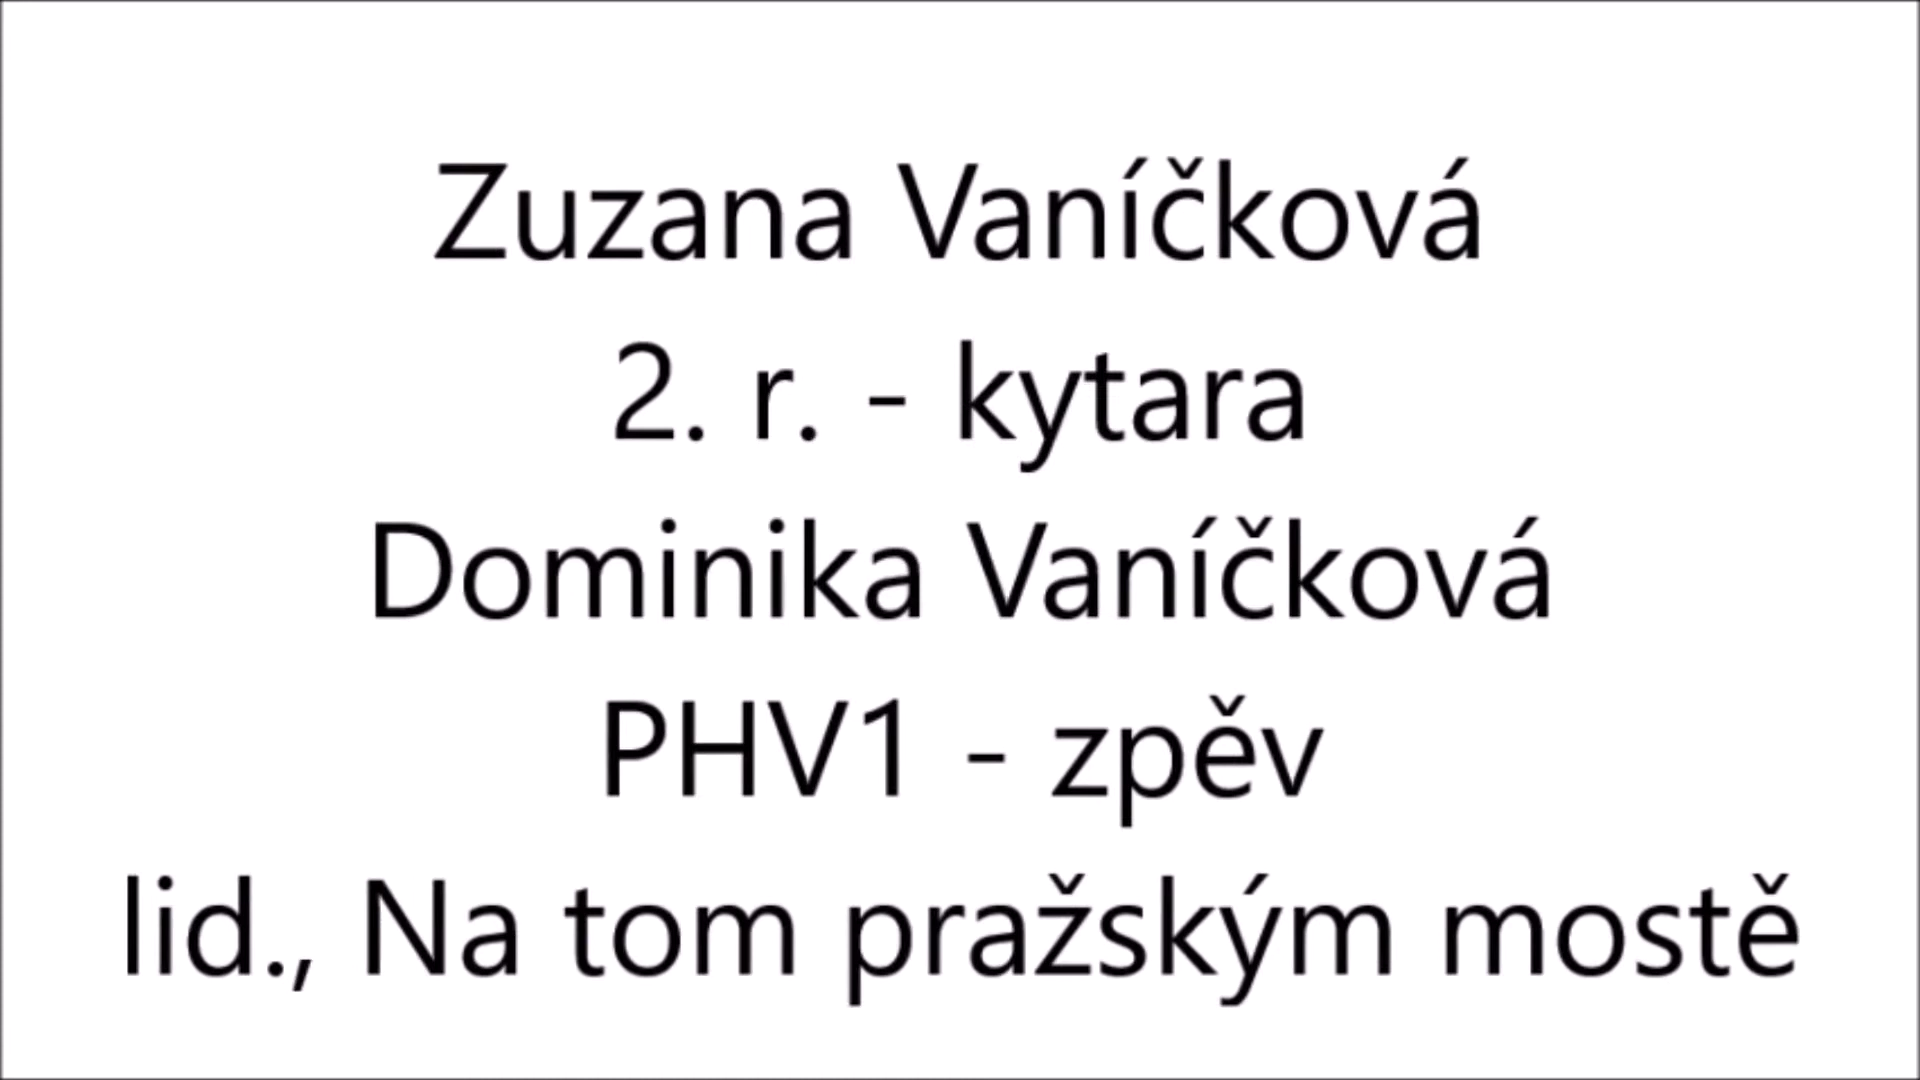 Zuzana Vaníčková
2. r. - kytara
Dominika Vaníčková
PHV1 - zpěv
lid., Na tom pražským mostě